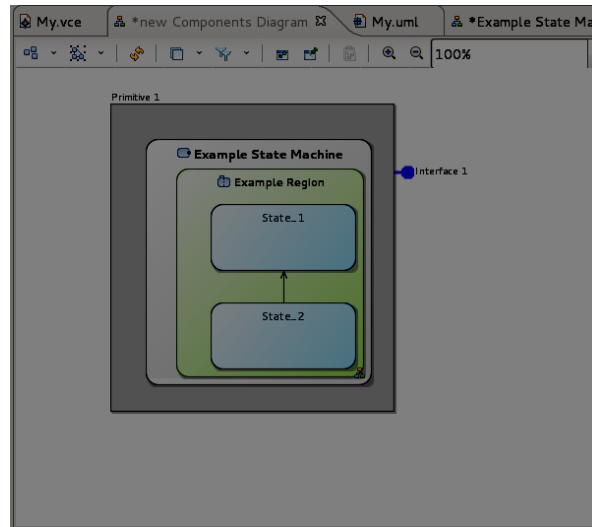 My.vce
*new Components Diagram
My.uml
*Example State Ma
100%
Primitive 1
Example State Machine
Interface 1
Example Region
State_1
State_2